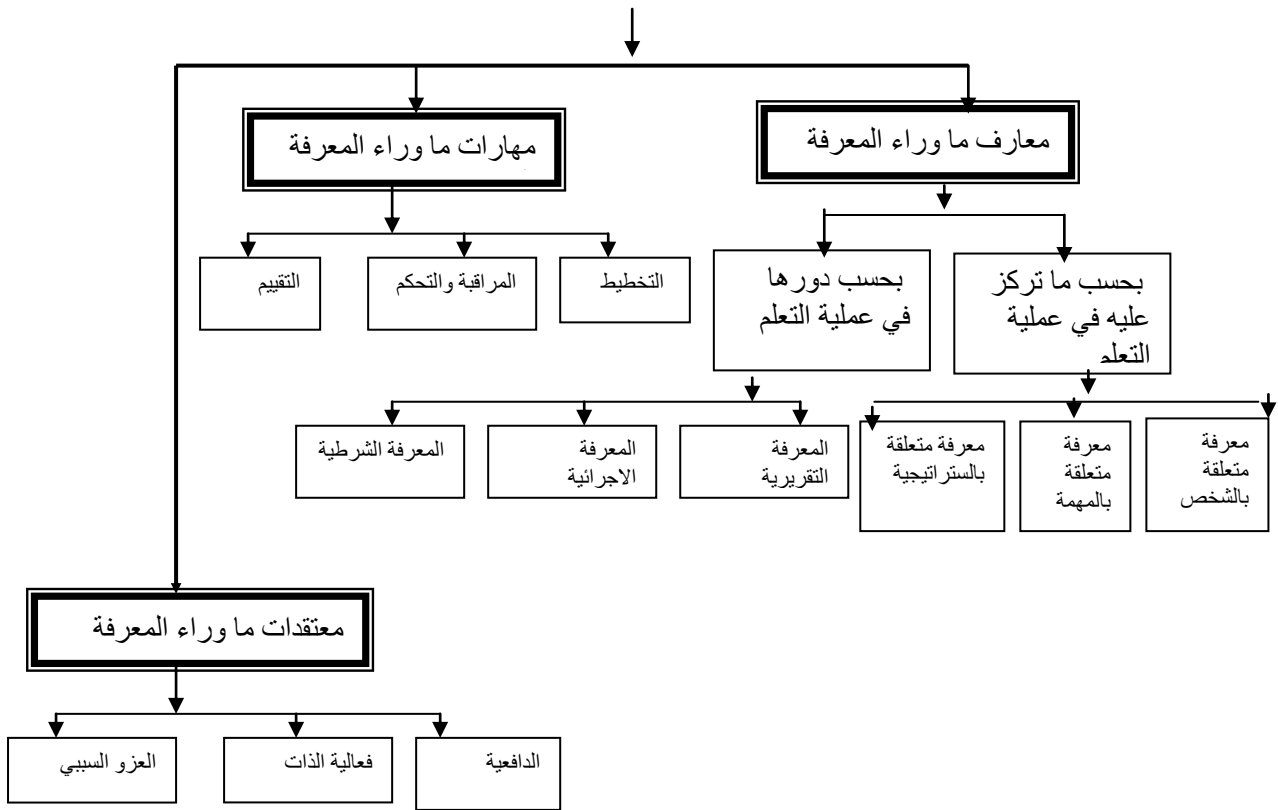 معارف ما وراء المعرفة
مهارات ما وراء المعرفة
بحسب ما تركز
عليه في عملية
التعلم
بحسب دورها
في عملية التعلم
التخطيط
المراقبة والتحكم
التقييم
معرفة
متعلقة
بالشخص
معرفة
متعلقة
بالمهمة
معرفة متعلقة
بالستراتيجية
المعرفة
التقريرية
المعرفة
الاجرائية
المعرفة الشرطية
معتقدات ما وراء المعرفة
الدافعية
فعالية الذات
العزو السببي